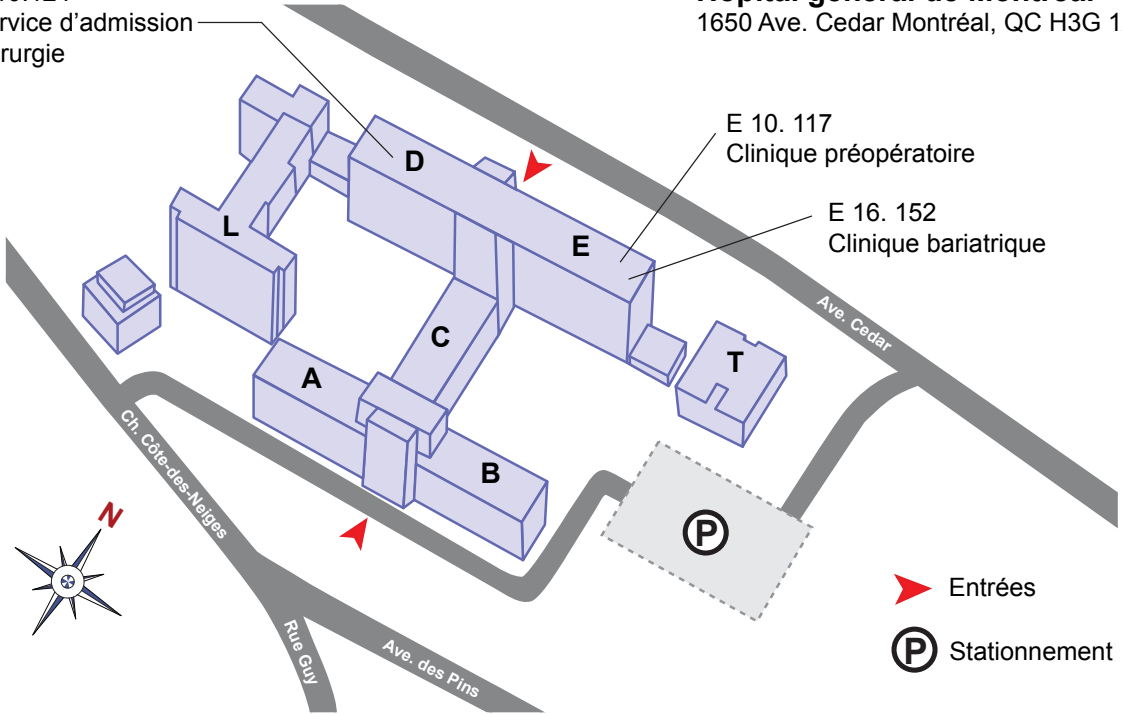 rvice d'admission
rurgie
1650 Ave. Cedar Montréal, QC H3G 1
E 10. 117
Clinique préopératoire
E 16. 152
Clinique bariatrique
D
L
E
C
A
T
B
Ave. Cedar
Ch. Côte-des-Neiges
N
P
Rue Guy
Ave. des Pins
Entrées
P Stationnement